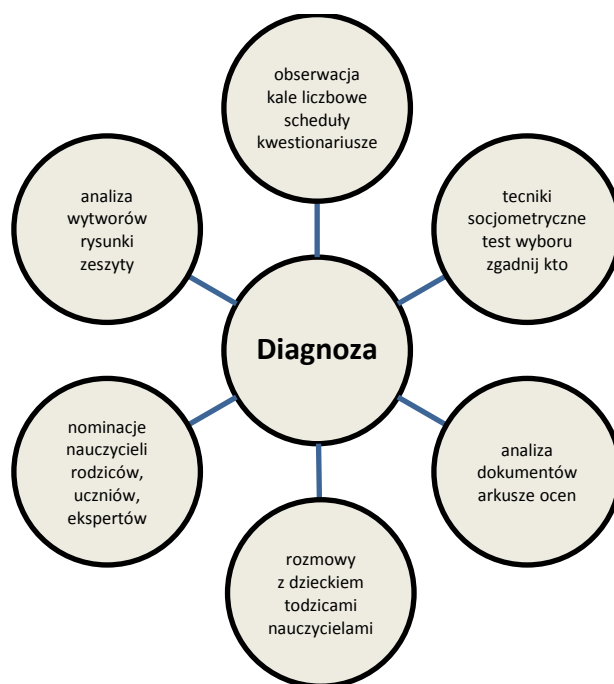 obserwacja
kale liczbowe
scheduły
kwestionariusze
tecniki
socjometryczne
test wyboru
zgadnij kto
analiza
dokumentów
arkusze ocen
rozmowy
z dzieckiem
todzicami
nauczycielami
nominacje
nauczycieli
rodziców,
uczniów,
ekspertów
analiza
wytworów
rysunki
zeszyty
Diagnoza